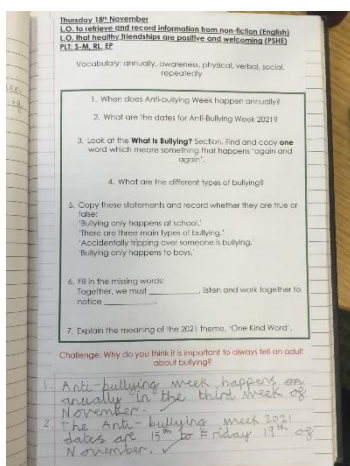 Thursday 18th November
L.O. to retrieve and record information from non-fiction (English)
L.O. that healthy friendships are positive and welcoming (PSHE)
PLT: S-M, RL, EP
Vocabulary: annually, awareness, physical, verbal, social,
repeatedly
1. When does Anti-bullying Week happen annually?
2. What are the dates for Anti-Bullying Week 2021?
3. Look at the What Is Bullying? Section. Find and copy one
word which means something that happens 'again and
again'.
4. What are the different types of bullying?
5. Copy these statements and record whether they are true or
false:
'Bullying only happens at school.'
'There are three main types of bullying.'
'Accidentally tripping over someone is bullying.'
'Bullying only happens to boys.'
6. Fill in the missing words:
Together, we must ________, listen and work together to
notice ________.
7. Explain the meaning of the 2021 theme, 'One Kind Word'.
Challenge: Why do you think it is important to always tell an adult
about bullying?
1 Anti-bullying week happens on
anually in the third week of
November.
2 The Anti-bullying week 2021
dates are 15th to Friday 19th of
November.